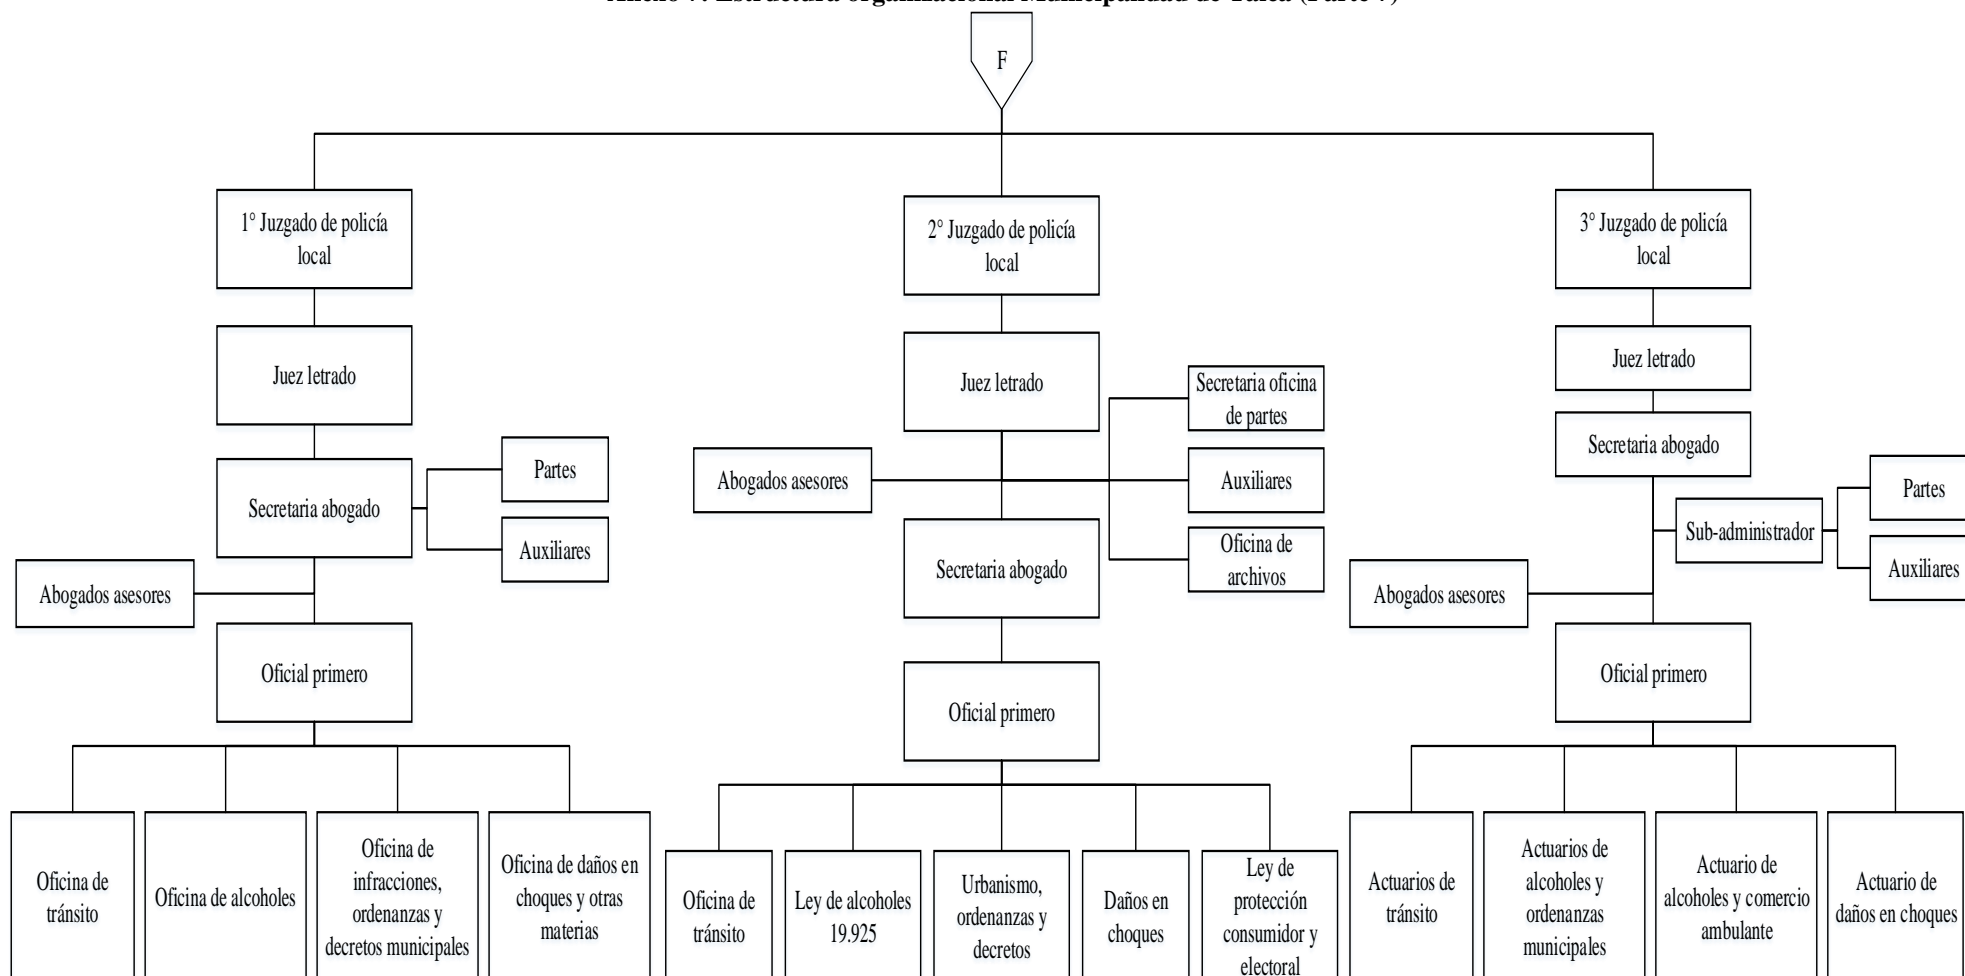 F
1° Juzgado de policía
local
2° Juzgado de policía
local
3° Juzgado de policía
local
Juez letrado
Juez letrado
Juez letrado
Secretaria oficina
de partes
Abogados asesores
Auxiliares
Oficina de
archivos
Secretaria abogado
Partes
Auxiliares
Abogados asesores
Secretaria abogado
Secretaria abogado
Sub-administrador
Partes
Auxiliares
Abogados asesores
Oficial primero
Oficial primero
Oficial primero
Oficina de
tránsito
Oficina de alcoholes
Oficina de
infracciones,
ordenanzas y
decretos municipales
Oficina de daños en
choques y otras
materias
Oficina de
tránsito
Ley de alcoholes
19.925
Urbanismo,
ordenanzas y
decretos
Daños en
choques
Ley de
protección
consumidor y
electoral
Actuarios de
tránsito
Actuarios de
alcoholes y
ordenanzas
municipales
Actuario de
alcoholes y comercio
ambulante
Actuario de
daños en choques